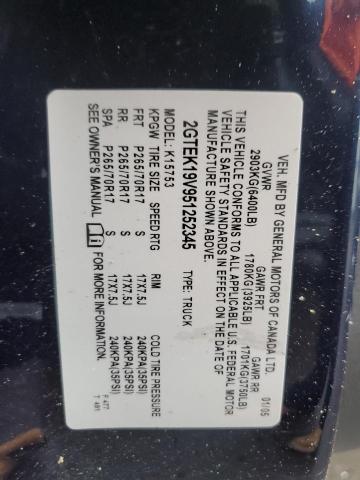 VEH. MFD BY GENERAL MOTORS OF CANADA LTD.
01/05
GVWR GAWR FRT GAWR RR
2903KG(6400LB) 1780KG(3925LB) 1701KG(3750LB)
THIS VEHICLE CONFORMS TO ALL APPLICABLE U.S. FEDERAL MOTOR
VEHICLE SAFETY STANDARDS IN EFFECT ON THE DATE OF
MANUFACTURE SHOWN ABOVE.
2GTEK19V951252345 TYPE: TRUCK
MODEL: K15753
KPGW TIRE SIZE SPEED RTG RIM COLD TIRE PRESSURE
FRT P265/70R17 S 17X7.5J 240KPA(35PSI)
RR P265/70R17 S 17X7.5J 240KPA(35PSI)
SPA P265/70R17 S 17X7.5J 240KPA(35PSI)
SEE OWNER'S MANUAL i FOR MORE INFORMATION.